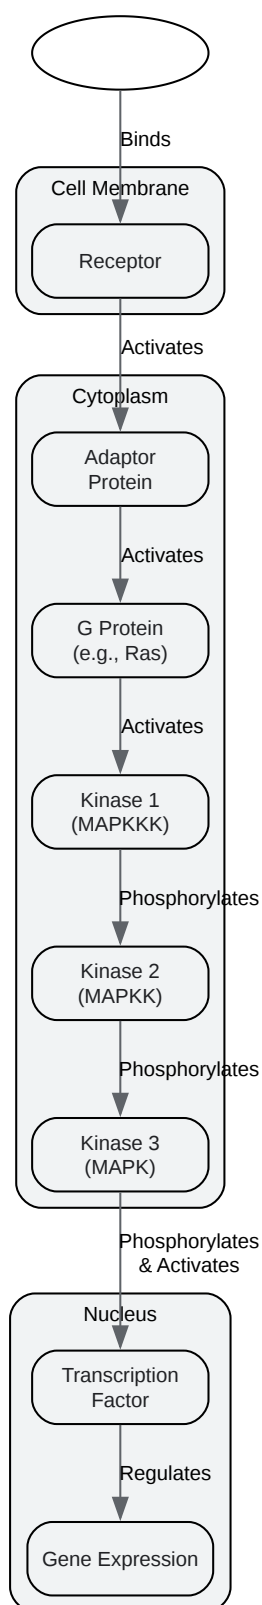 Binds
Cell Membrane
Receptor
Activates
Cytoplasm
Adaptor
Protein
Activates
G Protein
(e.g., Ras)
Activates
Kinase 1
(MAPKKK)
Phosphorylates
Kinase 2
(MAPKK)
Phosphorylates
Kinase 3
(MAPK)
Phosphorylates
& Activates
Nucleus
Transcription
Factor
Regulates
Gene Expression